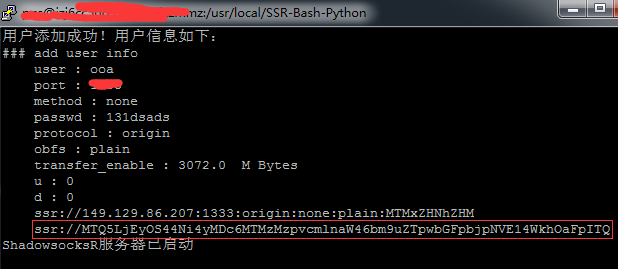 mz:/usr/local/SSR-Bash-Python
用户添加成功！用户信息如下：
### add user info
user : ooa
port :
method : none
passwd : 131dsads
protocol : origin
obfs : plain
transfer_enable : 3072.0 M Bytes
u : 0
d : 0
ssr://149.129.86.207:1333:origin:none:plain:MTMxZHNhZHM
ssr://MTQ5LjEyOS44Ni4yMDc6MTMzMzpvcmlnaW46bm9uZTpwbGFpbjpNVE14WkhOaFpITQ
ShadowsocksR服务器已启动